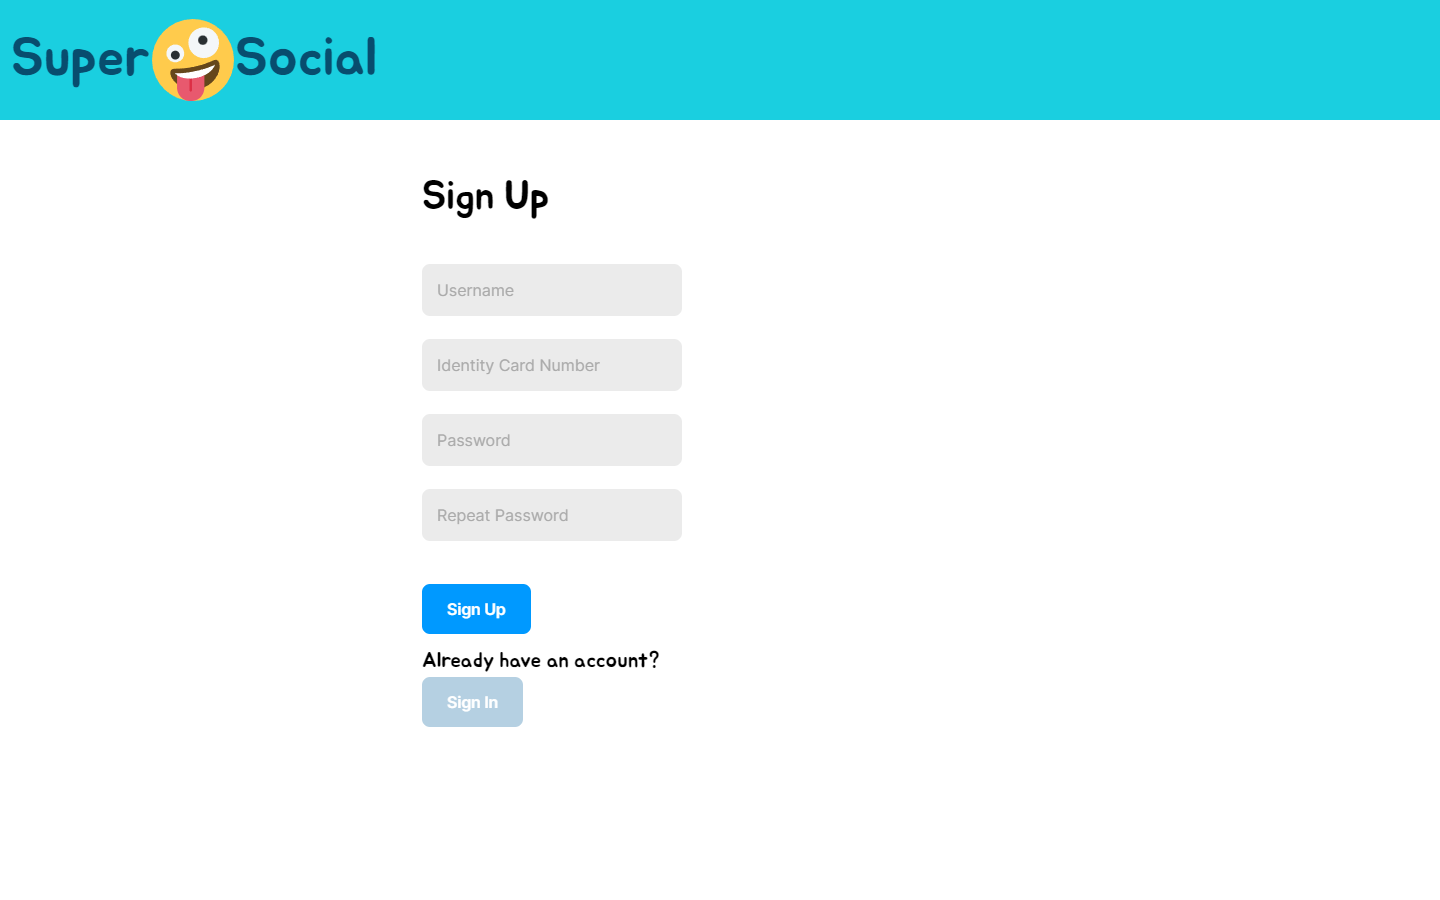 Super Social
Sign Up
Username
Identity Card Number
Password
Repeat Password
Sign Up
Already have an account?
Sign In